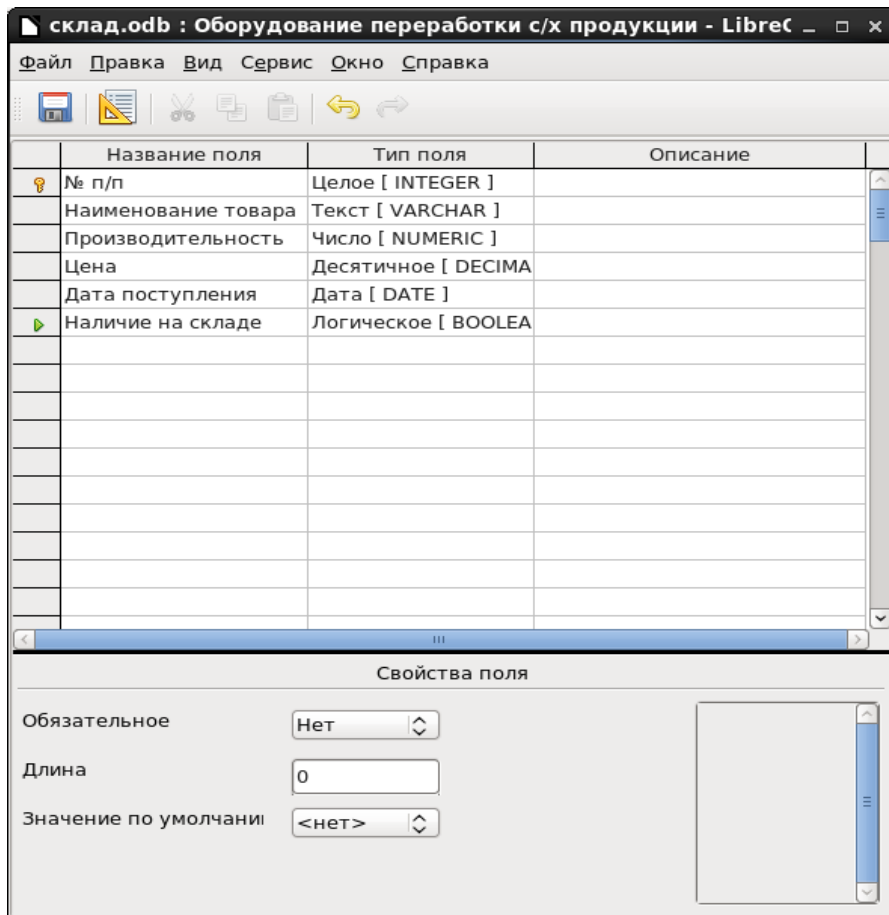 склад.odb : Оборудование переработки с/х продукции - LibreC
Файл Правка Вид Сервис Окно Справка
Название поля Тип поля Описание
№ п/п Целое [ INTEGER ]
Наименование товара Текст [ VARCHAR ]
Производительность Число [ NUMERIC ]
Цена Десятичное [ DECIMA
Дата поступления Дата [ DATE ]
Наличие на складе Логическое [ BOOLEA
Свойства поля
Обязательное Нет
Длина 0
Значение по умолчани <нет>